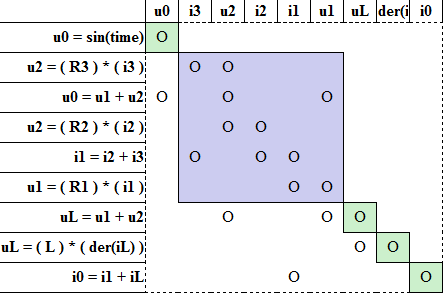 u0 i3 u2 i2 i1 u1 uL der(i i0
u0 = sin(time) O
u2 = ( R3 ) * ( i3 ) O O
u0 = u1 + u2 O O O
u2 = ( R2 ) * ( i2 ) O O
i1 = i2 + i3 O O O
u1 = ( R1 ) * ( i1 ) O O
uL = u1 + u2 O O O
uL = ( L ) * ( der(iL) ) O O
i0 = i1 + iL O O